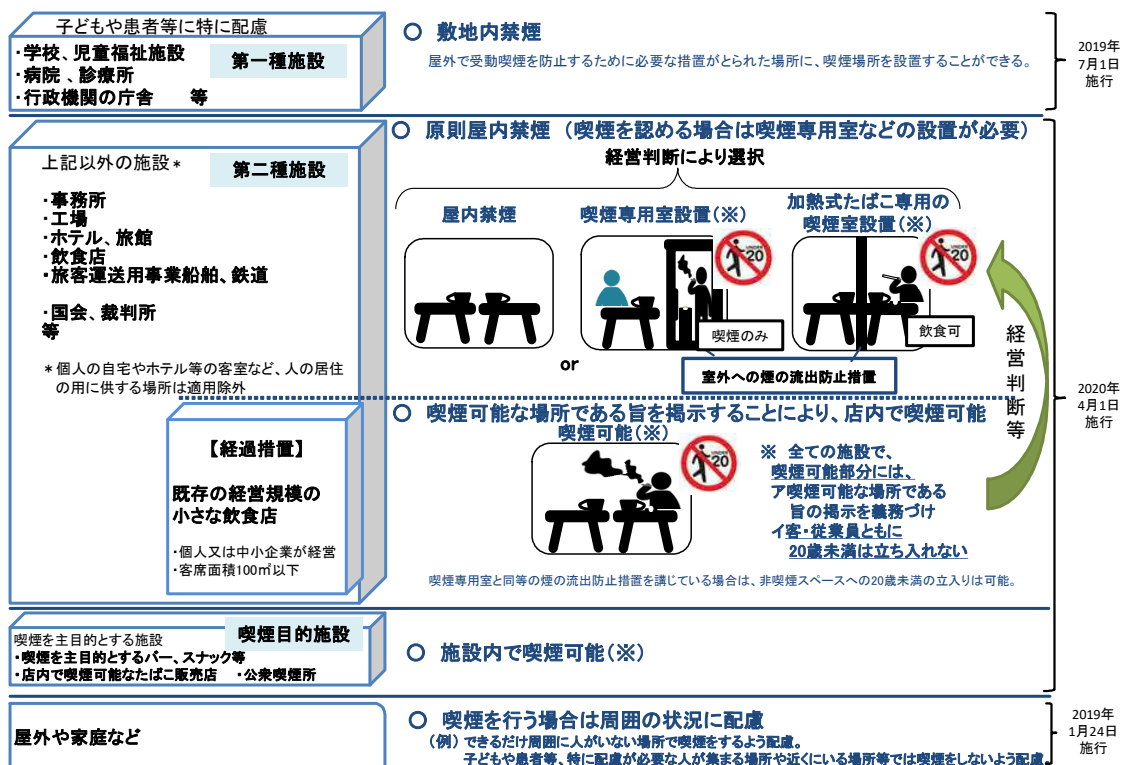 子どもや患者等に特に配慮
・学校、児童福祉施設
・病院、診療所
・行政機関の庁舎　等
第一種施設
○ 敷地内禁煙
屋外で受動喫煙を防止するために必要な措置がとられた場所に、喫煙場所を設置することができる。
2019年
7月1日
施行
上記以外の施設＊
第二種施設
・事務所
・工場
・ホテル、旅館
・飲食店
・旅客運送用事業船舶、鉄道
・国会、裁判所
等
＊個人の自宅やホテル等の客室など、人の居住
の用に供する場所は適用除外
○ 原則屋内禁煙 （喫煙を認める場合は喫煙専用室などの設置が必要）
経営判断により選択
屋内禁煙
喫煙専用室設置(※)
加熱式たばこ専用の
喫煙室設置(※)
UNDER
20
UNDER
20
喫煙のみ
飲食可
or
室外への煙の流出防止措置
経営判断等
2020年
4月1日
施行
【経過措置】
既存の経営規模の
小さな飲食店
・個人又は中小企業が経営
・客席面積100㎡以下
○ 喫煙可能な場所である旨を掲示することにより、店内で喫煙可能
喫煙可能(※)
UNDER
20
※ 全ての施設で、
喫煙可能部分には、
ア喫煙可能な場所である
旨の掲示を義務づけ
イ客・従業員ともに
20歳未満は立ち入れない
喫煙専用室と同等の煙の流出防止措置を講じている場合は、非喫煙スペースへの20歳未満の立入りは可能。
喫煙を主目的とする施設
喫煙目的施設
・喫煙を主目的とするバー、スナック等
・店内で喫煙可能なたばこ販売店　・公衆喫煙所
○ 施設内で喫煙可能(※)
屋外や家庭など
○ 喫煙を行う場合は周囲の状況に配慮
（例）できるだけ周囲に人がいない場所で喫煙をするよう配慮。
子どもや患者等、特に配慮が必要な人が集まる場所や近くにいる場所等では喫煙をしないよう配慮。
2019年
1月24日
施行